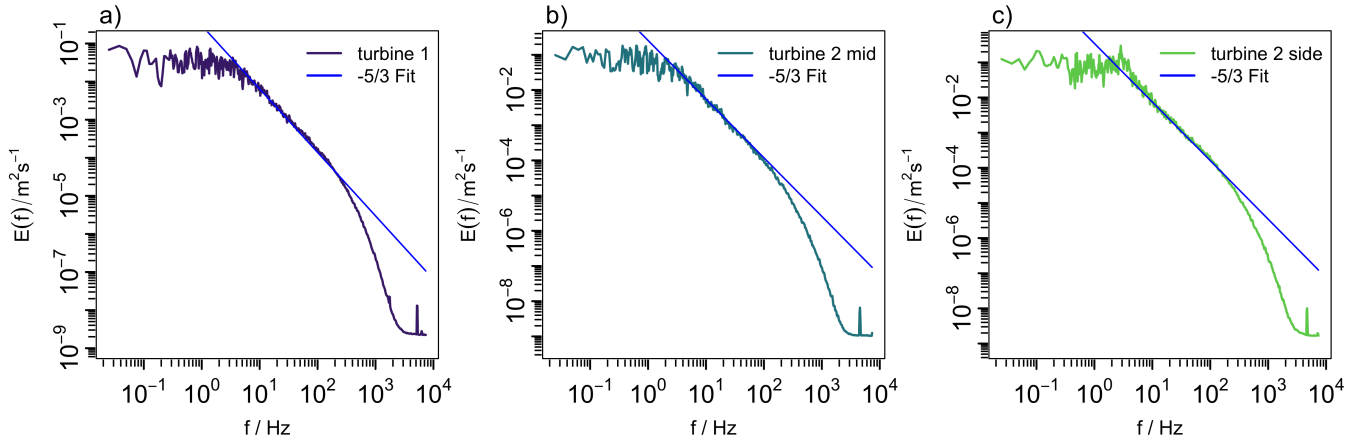 a)
turbine 1
-5/3 Fit
10⁻¹
10⁻³
10⁻⁵
10⁻⁷
10⁻⁹
E(f)/m²s⁻¹
10⁻¹ 10⁰ 10¹ 10² 10³ 10⁴
f / Hz
b)
turbine 2 mid
-5/3 Fit
10⁻²
10⁻⁴
10⁻⁶
10⁻⁸
E(f)/m²s⁻¹
10⁻¹ 10⁰ 10¹ 10² 10³ 10⁴
f / Hz
c)
turbine 2 side
-5/3 Fit
10⁻²
10⁻⁴
10⁻⁶
10⁻⁸
E(f)/m²s⁻¹
10⁻¹ 10⁰ 10¹ 10² 10³ 10⁴
f / Hz